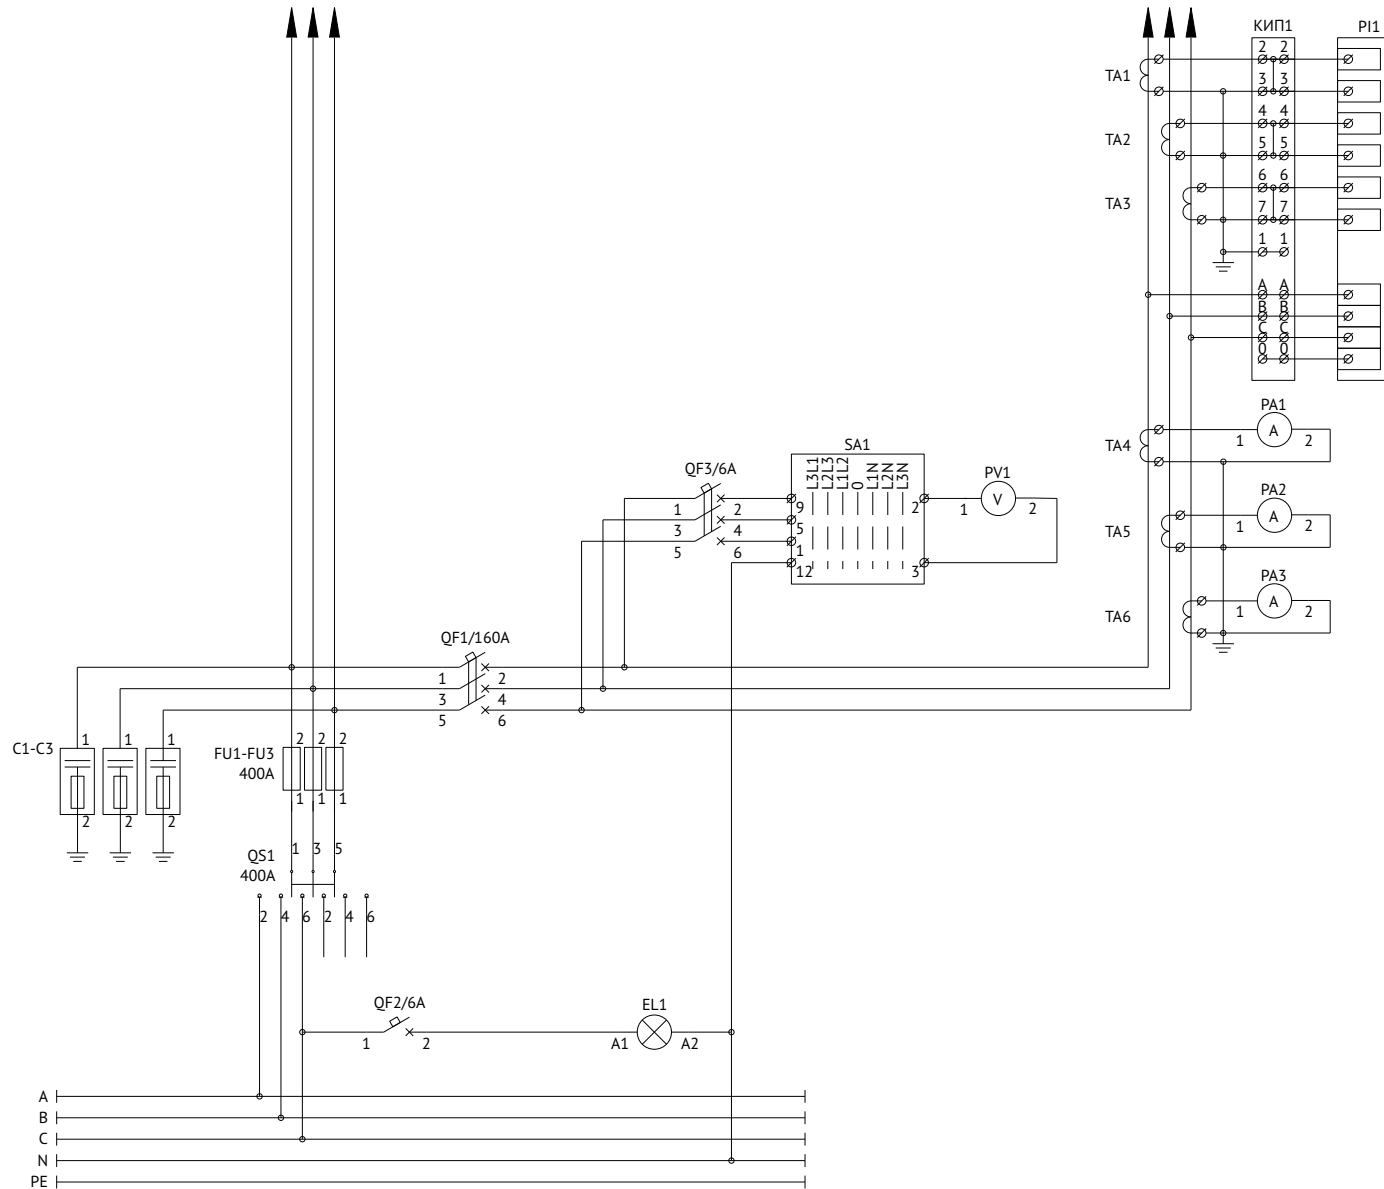 КИП1 PI1
2 2
TA1
3 3
4 4
TA2
5 5
6 6
TA3
7 7
1 1
A A
B B
C C
0 0
PA1
TA4 1 A 2
SA1
QF3/6A L3L1 L2L3 L1L2 0 L1N L2N L3N PV1
PA2
1 2 9 2 1 V 2
3 4 5
TA5 1 A 2
5 6 1
12 3
PA3
TA6 1 A 2
QF1/160A
1 2
3 4
5 6
C1-C3 1 1 1
FU1-FU3 2 2 2
400A
1 1 1
2 2 2
QS1 1 3 5
400A
2 4 6 2 4 6
QF2/6A EL1
1 2 A1 A2
A
B
C
N
PE